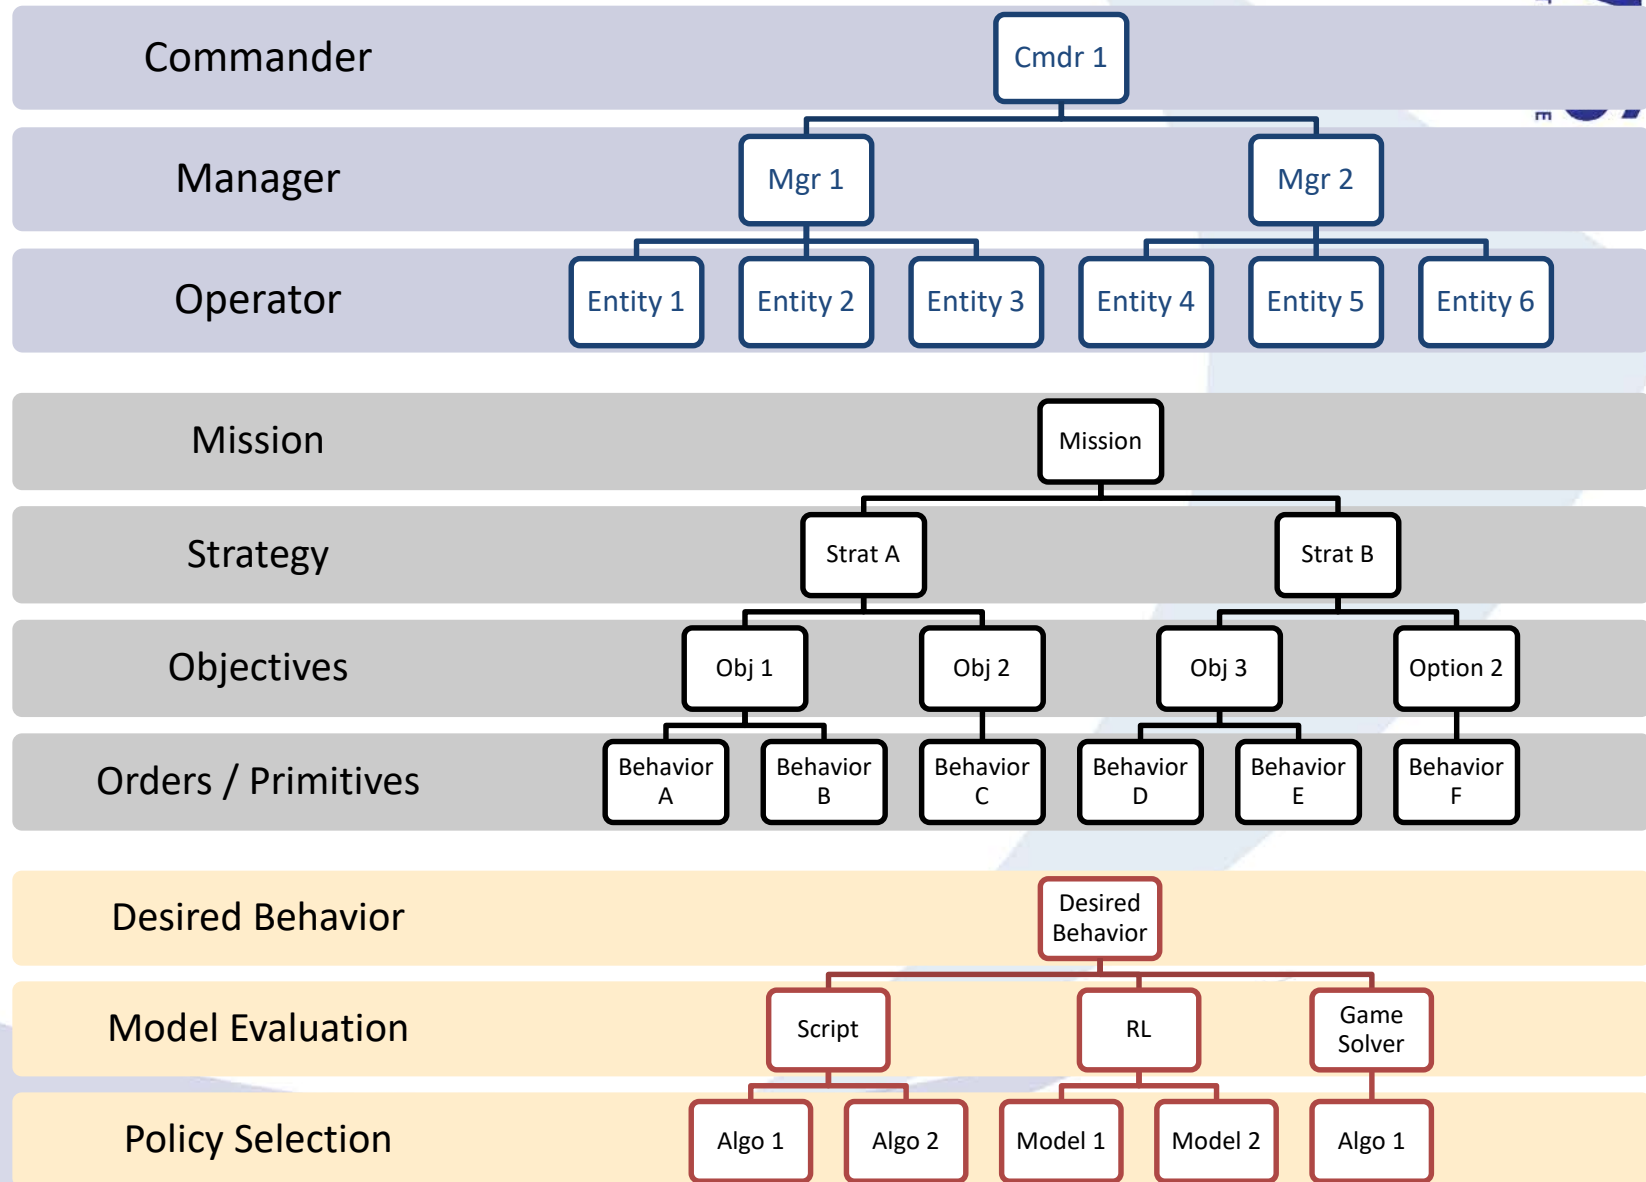 Commander
Cmdr 1
Manager
Mgr 1
Mgr 2
Operator
Entity 1
Entity 2
Entity 3
Entity 4
Entity 5
Entity 6
Mission
Mission
Strategy
Strat A
Strat B
Objectives
Obj 1
Obj 2
Obj 3
Option 2
Orders / Primitives
Behavior
A
Behavior
B
Behavior
C
Behavior
D
Behavior
E
Behavior
F
Desired Behavior
Desired
Behavior
Model Evaluation
Script
RL
Game
Solver
Policy Selection
Algo 1
Algo 2
Model 1
Model 2
Algo 1